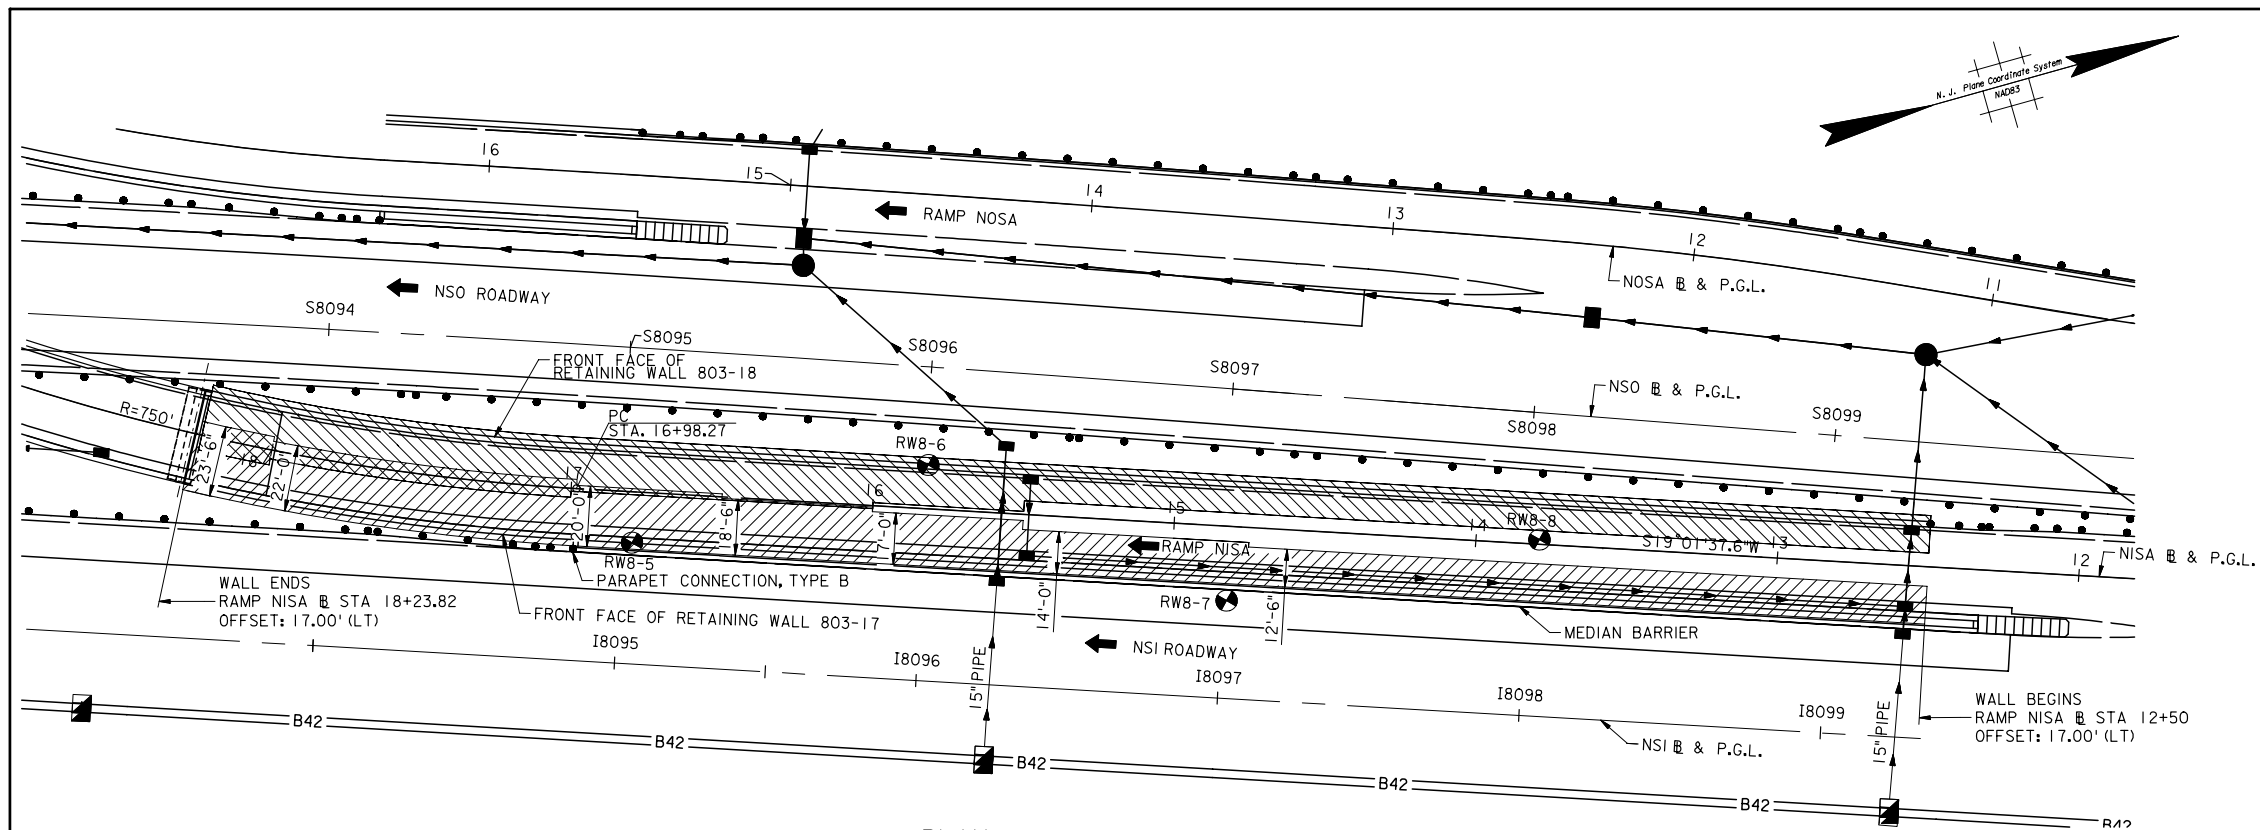 N. J. Plane Coordinate System
NAD83
16
15
14
13
12
11
RAMP NOSA
NOSA B & P.G.L.
NSO ROADWAY
S8094
S8095
S8096
S8097
S8098
S8099
NSO B & P.G.L.
FRONT FACE OF
RETAINING WALL 803-18
R=750'
PC
STA. 16+98.27
RW8-6
18
17
16
15
14
13
12
23'-6"
22'-0"
20'-0"
18'-6"
17'-0"
14'-0"
12'-6"
RW8-8
S19°01'37.6"W
RAMP NISA
NISA B & P.G.L.
RW8-5
PARAPET CONNECTION, TYPE B
RW8-7
WALL ENDS
RAMP NISA B STA 18+23.82
OFFSET: 17.00' (LT)
FRONT FACE OF RETAINING WALL 803-17
MEDIAN BARRIER
NSI ROADWAY
I8095
I8096
I8097
I8098
I8099
15" PIPE
15" PIPE
NSI B & P.G.L.
WALL BEGINS
RAMP NISA B STA 12+50
OFFSET: 17.00' (LT)
B42
B42
B42
B42
B42
B42